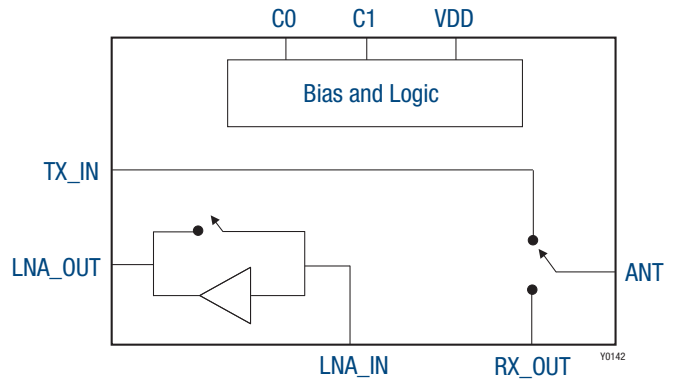 C0 C1 VDD
Bias and Logic
TX_IN
LNA_OUT
ANT
LNA_IN
RX_OUT
Y0142